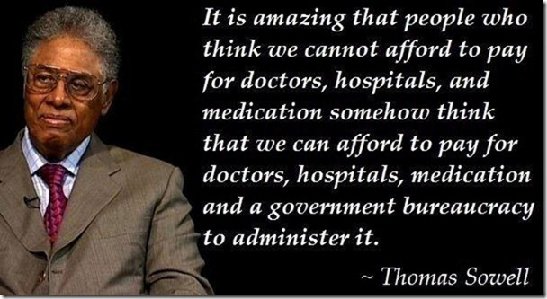 It is amazing that people who
think we cannot afford to pay
for doctors, hospitals, and
medication somehow think
that we can afford to pay for
doctors, hospitals, medication
and a government bureaucracy
to administer it.
~ Thomas Sowell